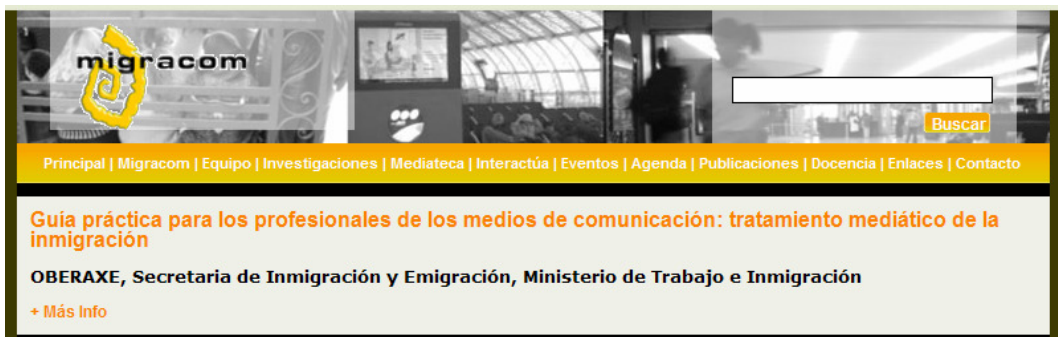 migracom
Buscar
Principal | Migracom | Equipo | Investigaciones | Mediateca | Interactúa | Eventos | Agenda | Publicaciones | Docencia | Enlaces | Contacto
Guía práctica para los profesionales de los medios de comunicación: tratamiento mediático de la
inmigración
OBERAXE, Secretaria de Inmigración y Emigración, Ministerio de Trabajo e Inmigración
+ Más Info